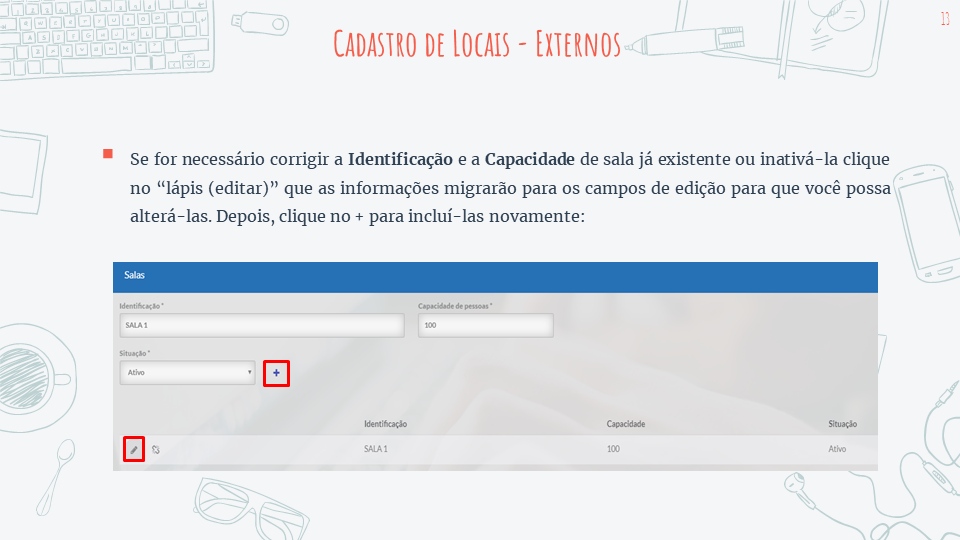 13
Cadastro de Locais - Externos
Se for necessário corrigir a Identificação e a Capacidade de sala já existente ou inativá-la clique
no “lápis (editar)” que as informações migrarão para os campos de edição para que você possa
alterá-las. Depois, clique no + para incluí-las novamente:
Salas
Identificação * Capacidade de pessoas *
SALA 1 100
Situação *
Ativo +
Identificação Capacidade Situação
SALA 1 100 Ativo